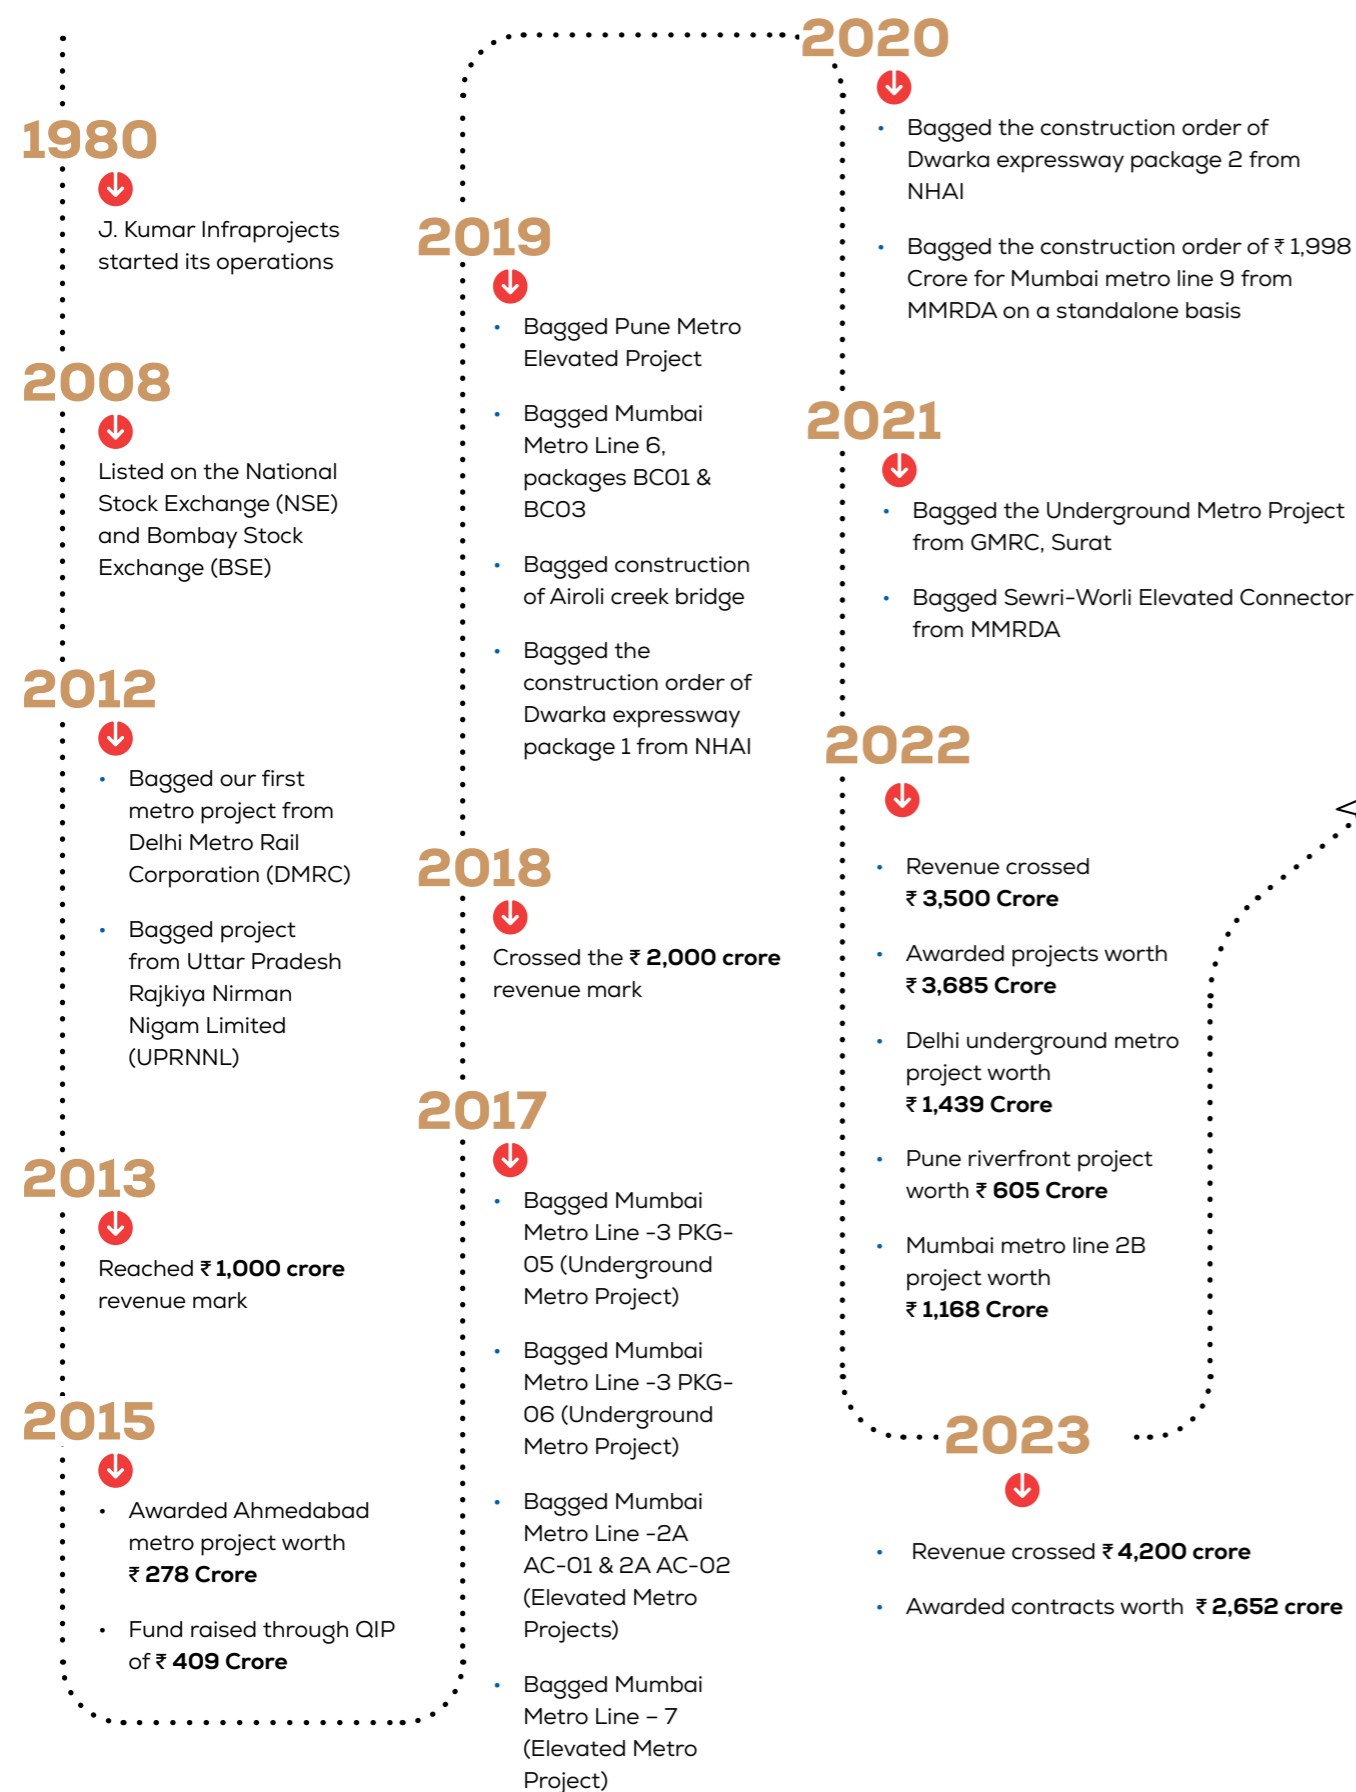 1980
J. Kumar Infraprojects
started its operations
2008
Listed on the National
Stock Exchange (NSE)
and Bombay Stock
Exchange (BSE)
2012
• Bagged our first
metro project from
Delhi Metro Rail
Corporation (DMRC)
• Bagged project
from Uttar Pradesh
Rajkiya Nirman
Nigam Limited
(UPRNNL)
2013
Reached ₹ 1,000 crore
revenue mark
2015
• Awarded Ahmedabad
metro project worth
₹ 278 Crore
• Fund raised through QIP
of ₹ 409 Crore
2017
• Bagged Mumbai
Metro Line -3 PKG-
05 (Underground
Metro Project)
• Bagged Mumbai
Metro Line -3 PKG-
06 (Underground
Metro Project)
• Bagged Mumbai
Metro Line -2A
AC-01 & 2A AC-02
(Elevated Metro
Projects)
• Bagged Mumbai
Metro Line – 7
(Elevated Metro
Project)
2018
Crossed the ₹ 2,000 crore
revenue mark
2019
• Bagged Pune Metro
Elevated Project
• Bagged Mumbai
Metro Line 6,
packages BC01 &
BC03
• Bagged construction
of Airoli creek bridge
• Bagged the
construction order of
Dwarka expressway
package 1 from NHAI
2020
• Bagged the construction order of
Dwarka expressway package 2 from
NHAI
• Bagged the construction order of ₹ 1,998
Crore for Mumbai metro line 9 from
MMRDA on a standalone basis
2021
• Bagged the Underground Metro Project
from GMRC, Surat
• Bagged Sewri-Worli Elevated Connector
from MMRDA
2022
• Revenue crossed
₹ 3,500 Crore
• Awarded projects worth
₹ 3,685 Crore
• Delhi underground metro
project worth
₹ 1,439 Crore
• Pune riverfront project
worth ₹ 605 Crore
• Mumbai metro line 2B
project worth
₹ 1,168 Crore
2023
• Revenue crossed ₹ 4,200 crore
• Awarded contracts worth ₹ 2,652 crore